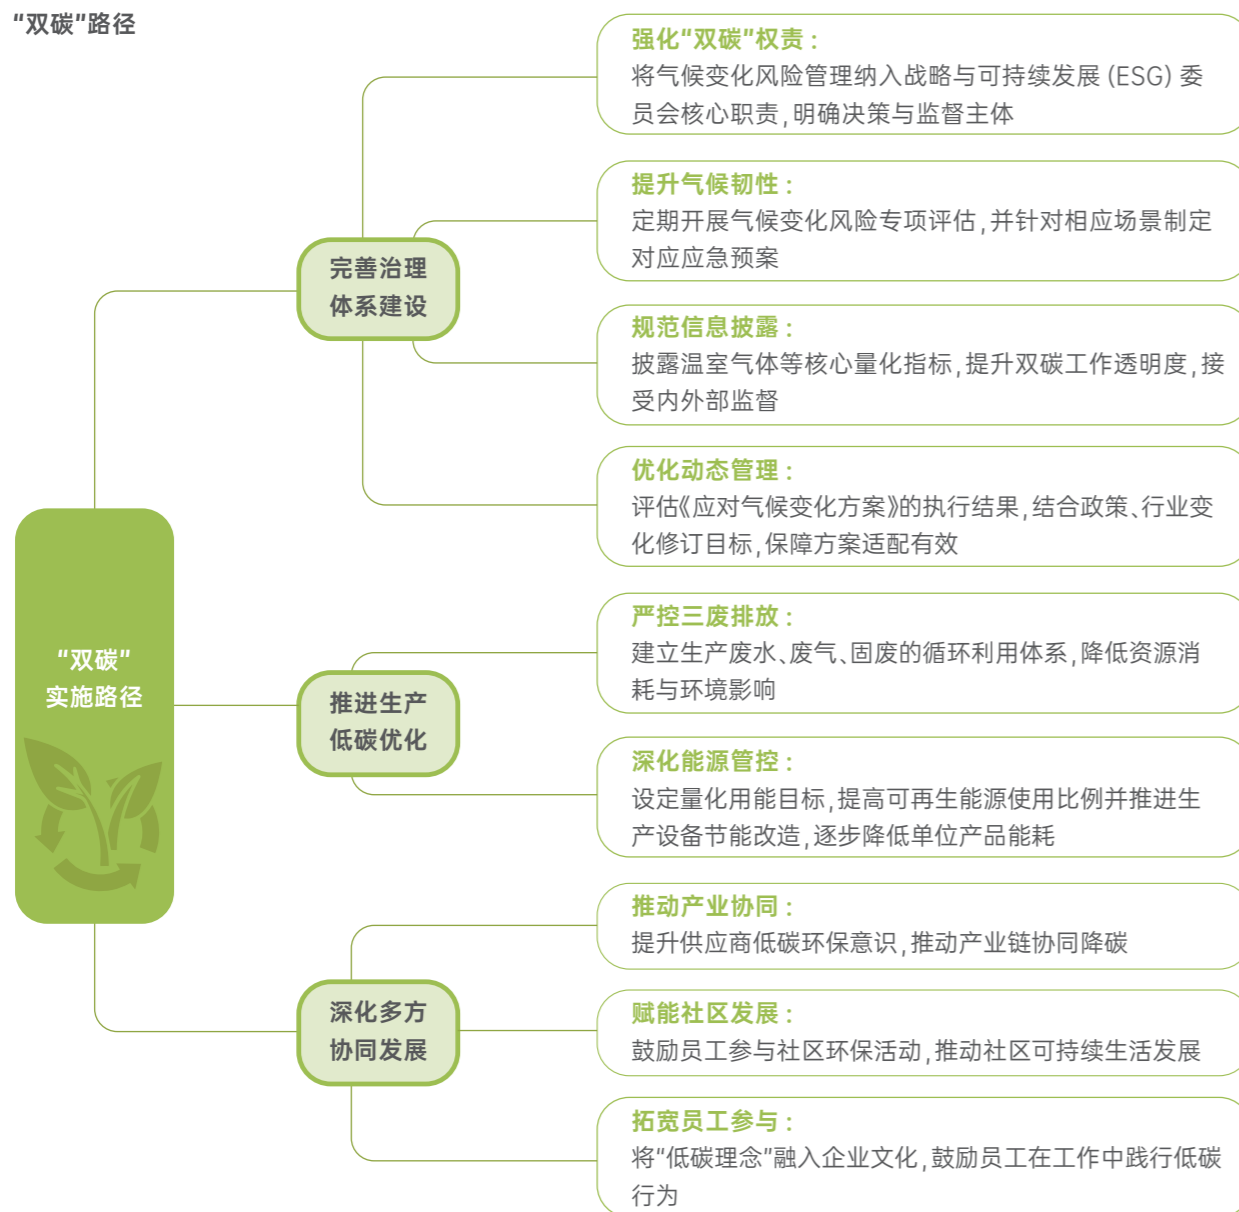 “双碳”路径
“双碳”
实施路径
完善治理
体系建设
强化“双碳”权责：
将气候变化风险管理纳入战略与可持续发展 (ESG) 委
员会核心职责,明确决策与监督主体
提升气候韧性：
定期开展气候变化风险专项评估,并针对相应场景制定
对应应急预案
规范信息披露：
披露温室气体等核心量化指标,提升双碳工作透明度,接
受内外部监督
优化动态管理：
评估《应对气候变化方案》的执行结果,结合政策、行业变
化修订目标,保障方案适配有效
推进生产
低碳优化
严控三废排放：
建立生产废水、废气、固废的循环利用体系,降低资源消
耗与环境影响
深化能源管控：
设定量化用能目标,提高可再生能源使用比例并推进生
产设备节能改造,逐步降低单位产品能耗
深化多方
协同发展
推动产业协同：
提升供应商低碳环保意识,推动产业链协同降碳
赋能社区发展：
鼓励员工参与社区环保活动,推动社区可持续生活发展
拓宽员工参与：
将“低碳理念”融入企业文化,鼓励员工在工作中践行低碳
行为